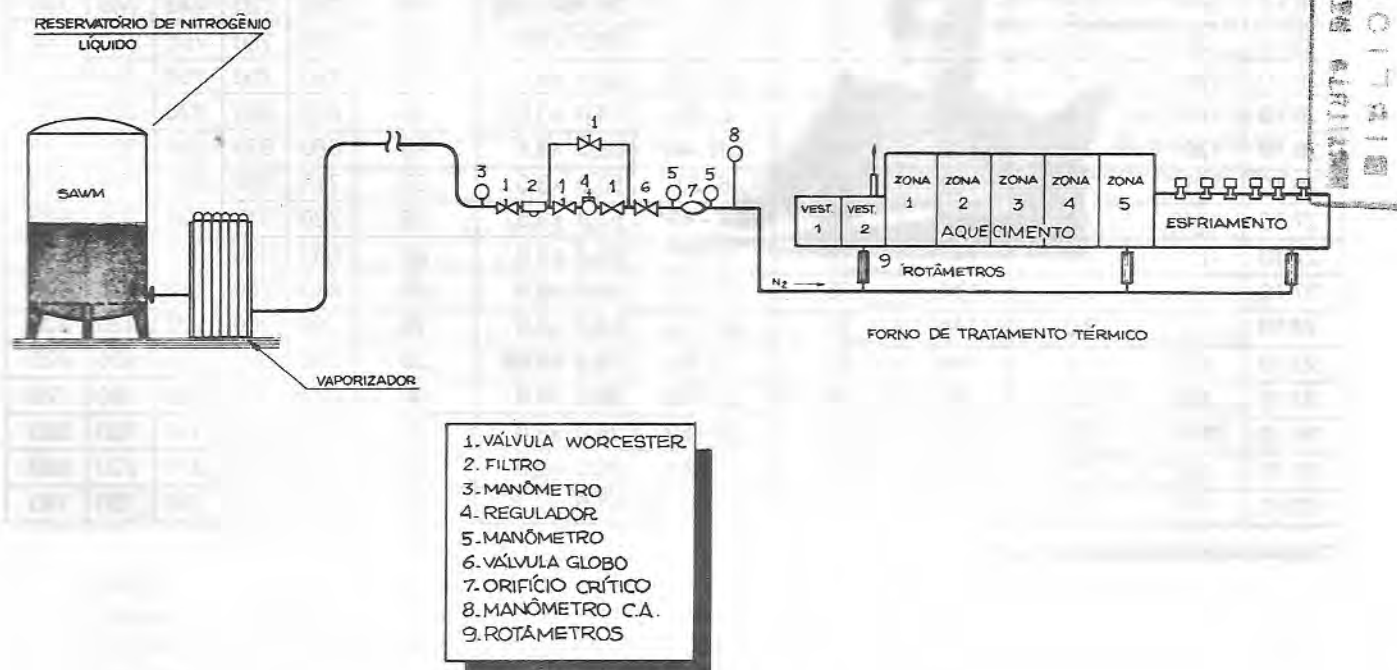 RESERVATÓRIO DE NITROGÊNIO
LÍQUIDO
SAWM
VAPORIZADOR
3
1
2
1
4
1
1
6
5
7
5
8
VEST. 1
VEST. 2
ZONA 1
ZONA 2
ZONA 3
ZONA 4
ZONA 5
AQUECIMENTO
ESFRIAMENTO
9
ROTÂMETROS
N2
FORNO DE TRATAMENTO TÉRMICO
1. VÁLVULA WORCESTER
2. FILTRO
3. MANÔMETRO
4. REGULADOR
5. MANÔMETRO
6. VÁLVULA GLOBO
7. ORIFÍCIO CRÍTICO
8. MANÔMETRO C.A.
9. ROTÂMETROS